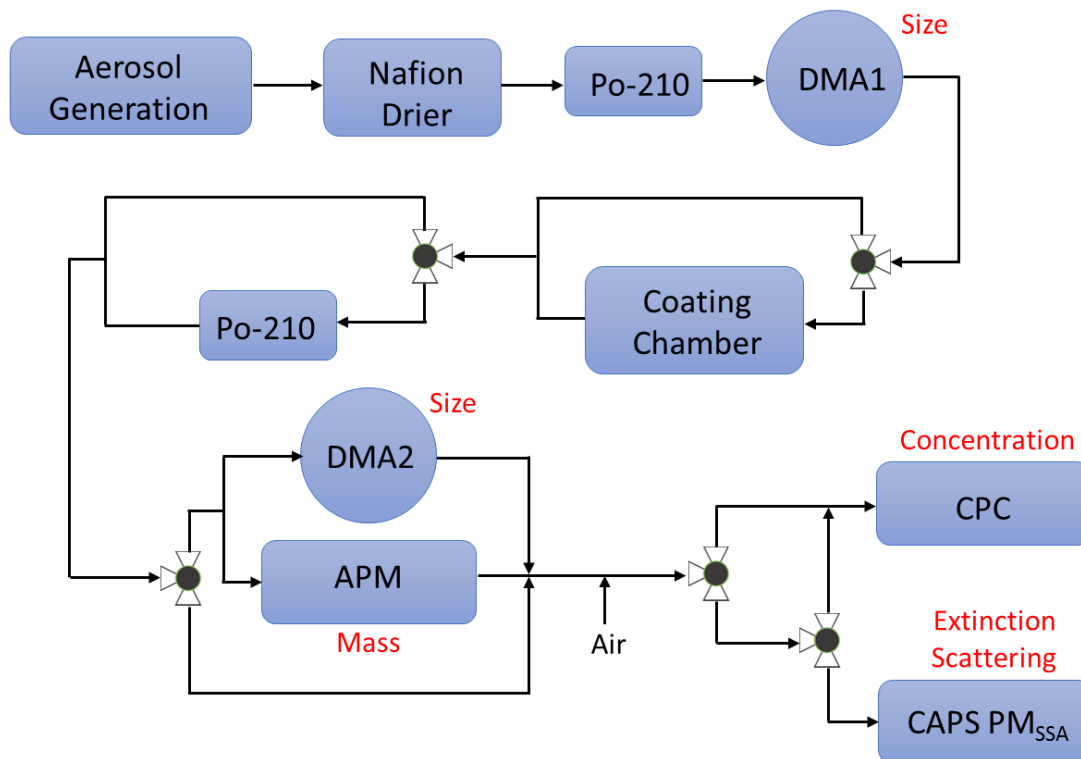 Size
Aerosol
Generation
Nafion
Drier
Po-210
DMA1
Coating
Chamber
Po-210
Size
DMA2
APM
Mass
Air
Concentration
CPC
Extinction
Scattering
CAPS PM_SSA